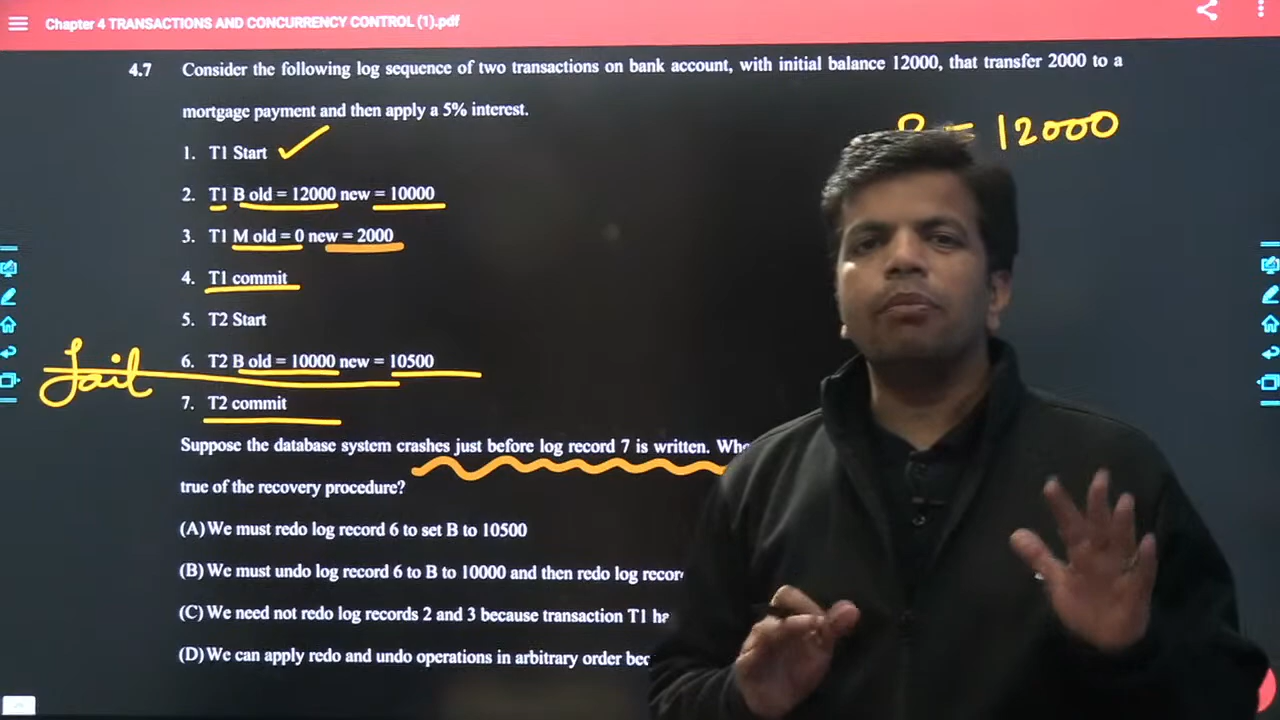 Chapter 4 TRANSACTIONS AND CONCURRENCY CONTROL (1).pdf
4.7 Consider the following log sequence of two transactions on bank account, with initial balance 12000, that transfer 2000 to a
mortgage payment and then apply a 5% interest.
= 12000
1. T1 Start
2. T1 B old = 12000 new = 10000
3. T1 M old = 0 new = 2000
4. T1 commit
5. T2 Start
6. T2 B old = 10000 new = 10500
fail
7. T2 commit
Suppose the database system crashes just before log record 7 is written.
true of the recovery procedure?
(A) We must redo log record 6 to set B to 10500
(B) We must undo log record 6 to B to 10000 and then redo log
(C) We need not redo log records 2 and 3 because transaction T1
(D) We can apply redo and undo operations in arbitrary order